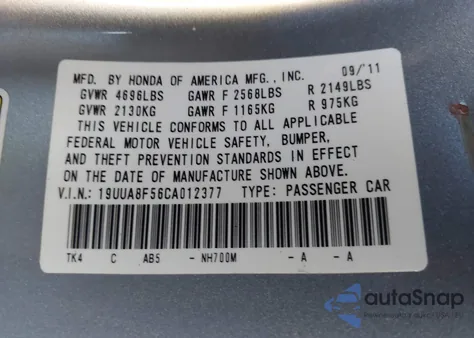 MFD. BY HONDA OF AMERICA MFG., INC. 09/'11
GVWR 4696LBS GAWR F 2568LBS R 2149LBS
GVWR 2130KG GAWR F 1165KG R 975KG
THIS VEHICLE CONFORMS TO ALL APPLICABLE
FEDERAL MOTOR VEHICLE SAFETY, BUMPER,
AND THEFT PREVENTION STANDARDS IN EFFECT
ON THE DATE OF MANUFACTURE SHOWN ABOVE.
V.I.N.: 19UUA8F56CA012377 TYPE: PASSENGER CAR
TK4 C AB5 - NH700M - A - A
autoSnap